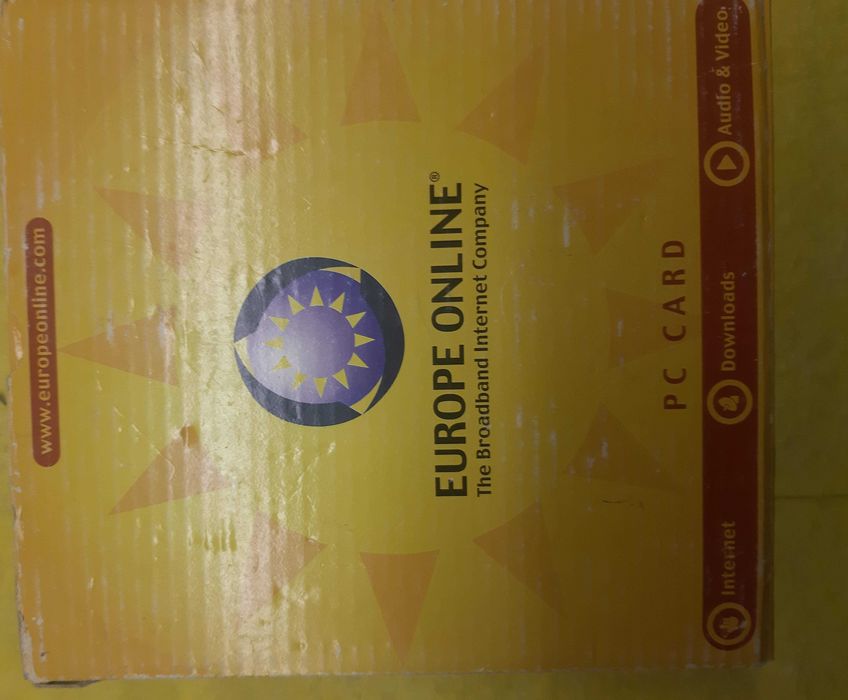 www.europeonline.com
EUROPE ONLINE®
The Broadband Internet Company
PC CARD
Internet
Downloads
Audio & Video